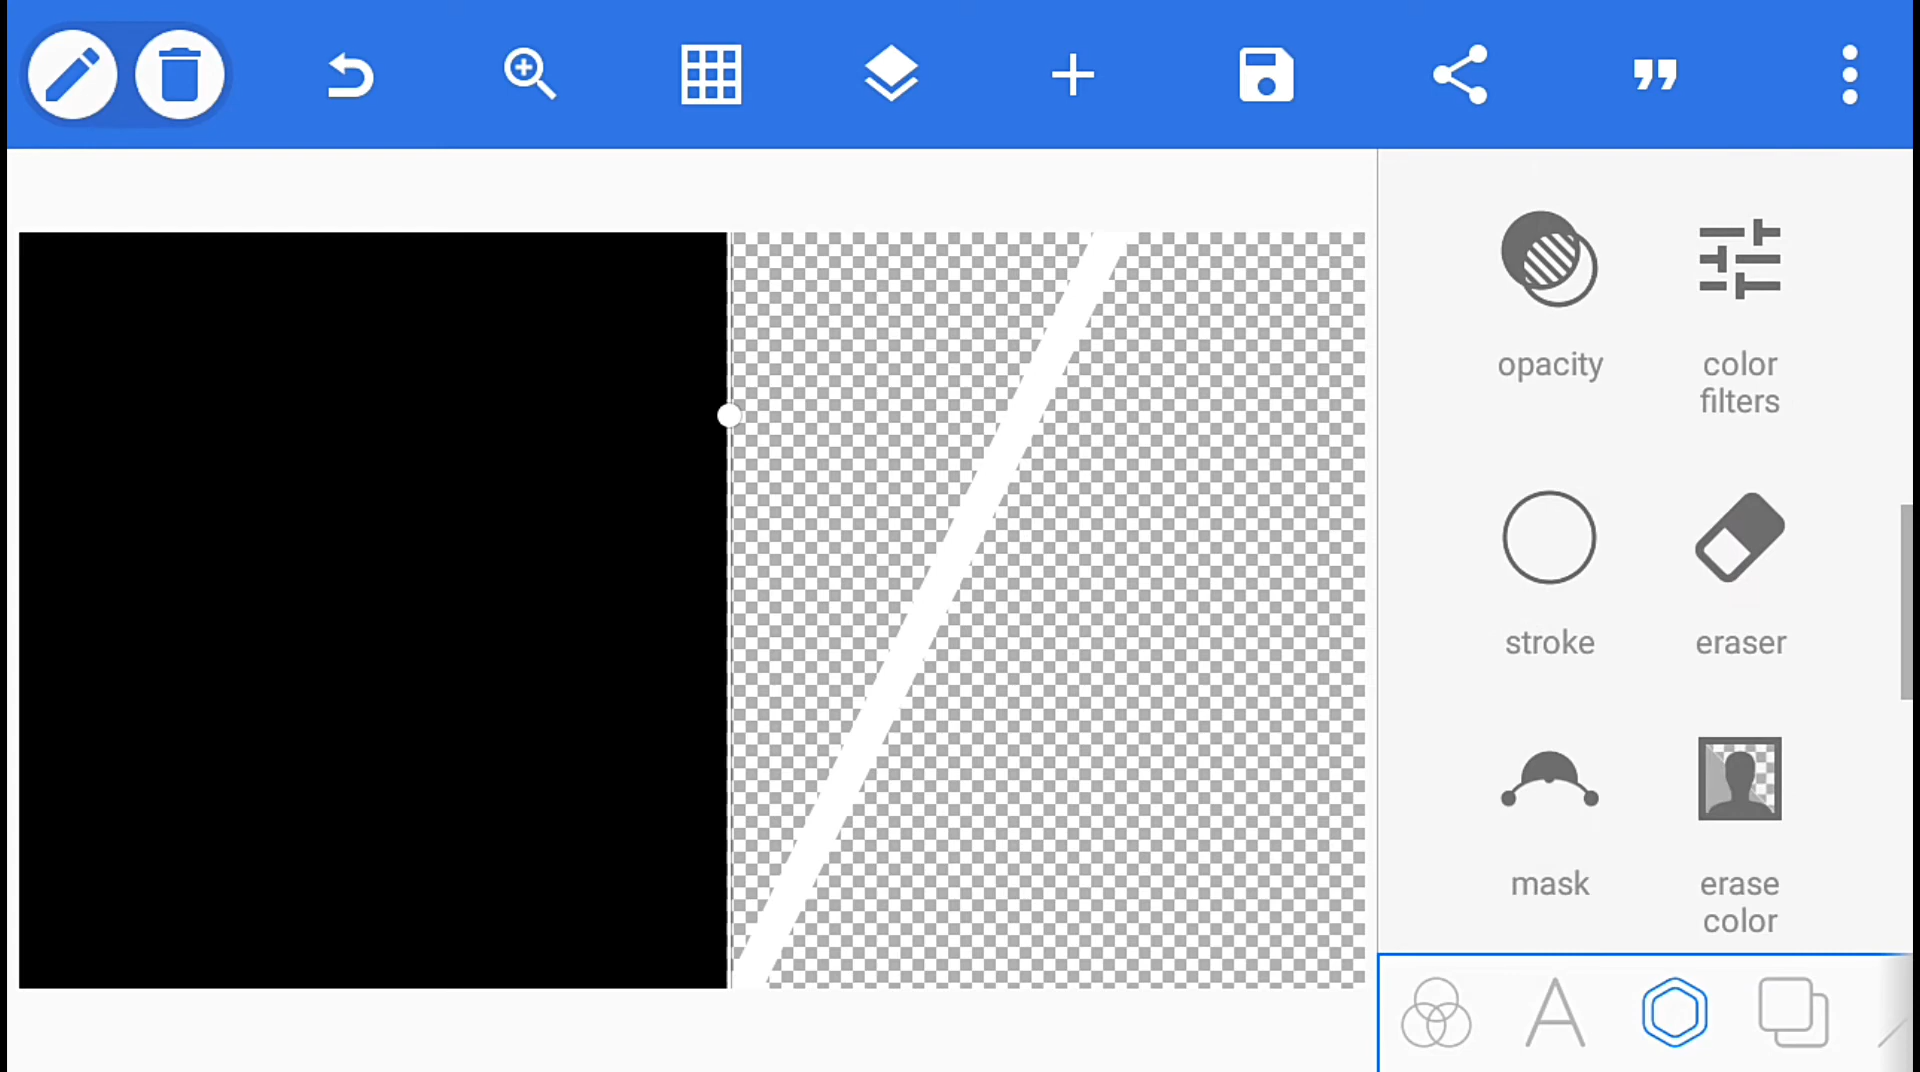 opacity
color
filters
stroke
eraser
mask
erase
color